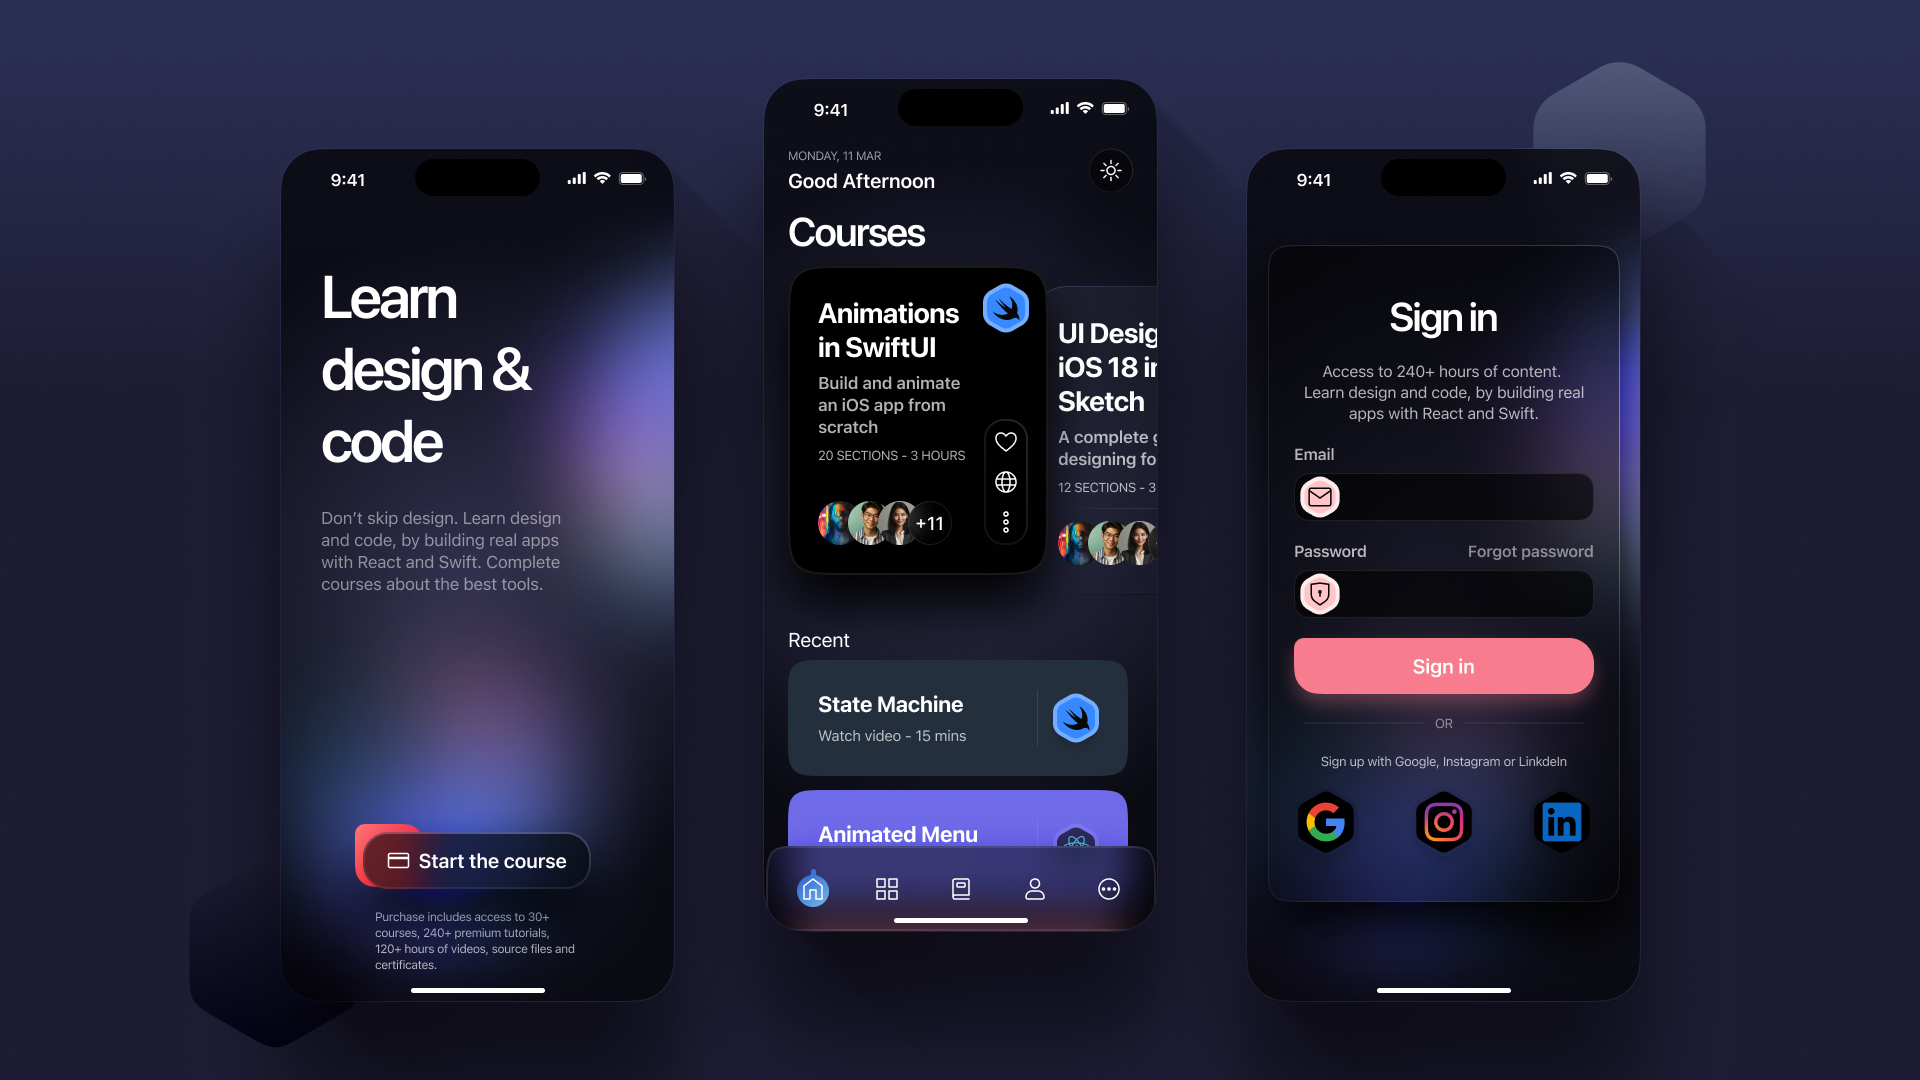 9:41
Learn
design &
code
Don’t skip design. Learn design
and code, by building real apps
with React and Swift. Complete
courses about the best tools.
Start the course
Purchase includes access to 30+
courses, 240+ premium tutorials,
120+ hours of videos, source files and
certificates.
9:41
MONDAY, 11 MAR
Good Afternoon
Courses
Animations
in SwiftUI
Build and animate
an iOS app from
scratch
20 SECTIONS - 3 HOURS
+11
UI Desig
iOS 18 in
Sketch
A complete g
designing fo
12 SECTIONS - 3
Recent
State Machine
Watch video - 15 mins
Animated Menu
9:41
Sign in
Access to 240+ hours of content.
Learn design and code, by building real
apps with React and Swift.
Email
Password Forgot password
Sign in
OR
Sign up with Google, Instagram or LinkdeIn